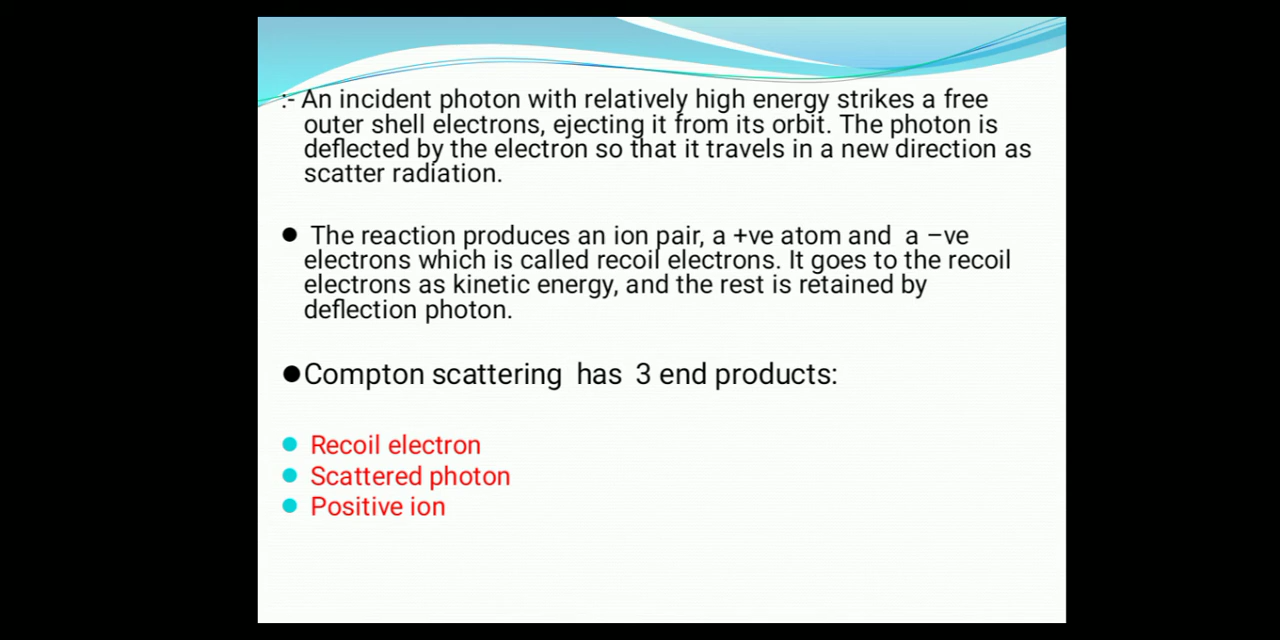 :- An incident photon with relatively high energy strikes a free
outer shell electrons, ejecting it from its orbit. The photon is
deflected by the electron so that it travels in a new direction as
scatter radiation.
● The reaction produces an ion pair, a +ve atom and a –ve
electrons which is called recoil electrons. It goes to the recoil
electrons as kinetic energy, and the rest is retained by
deflection photon.
●Compton scattering has 3 end products:
● Recoil electron
● Scattered photon
● Positive ion